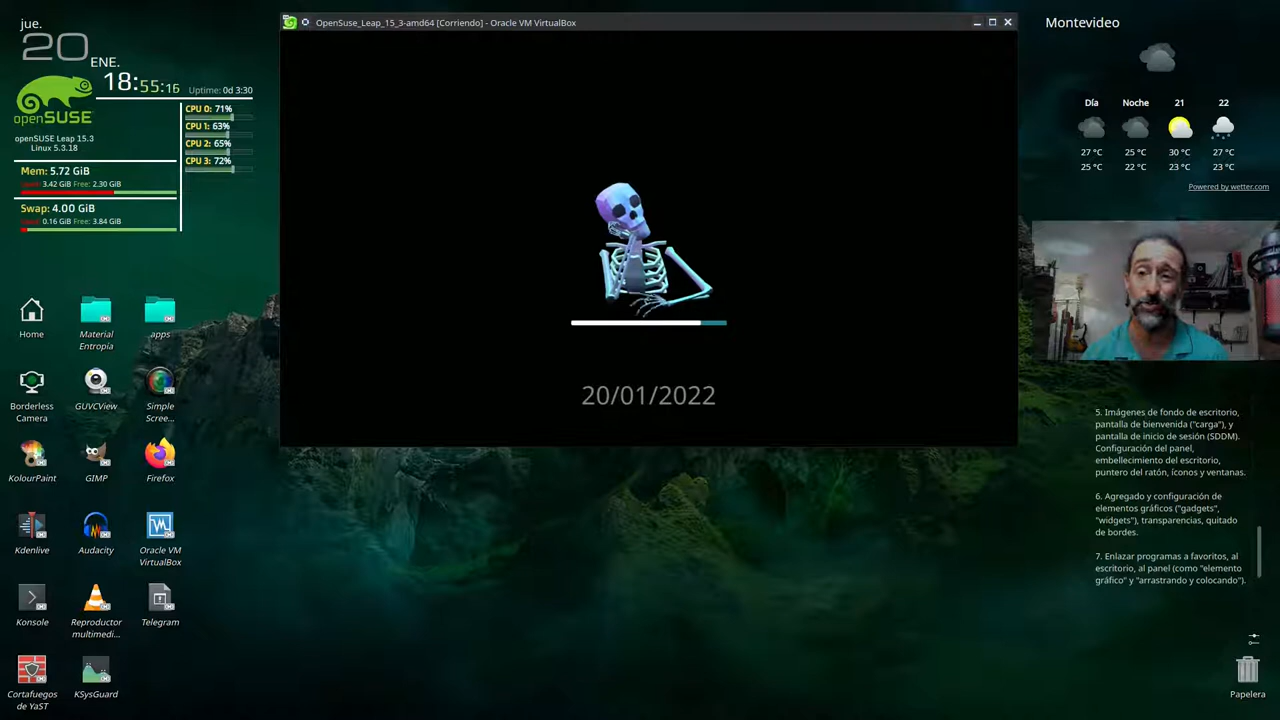 jue.
20
ENE.
18:55:16
Uptime: 0d 3:30
openSUSE
openSUSE Leap 15.3
Linux 5.3.18
CPU 0: 71%
CPU 1: 63%
CPU 2: 65%
CPU 3: 72%
Mem: 5.72 GiB
3.42 GiB Free: 2.30 GiB
Swap: 4.00 GiB
0.16 GiB Free: 3.84 GiB
Home
Material
Entropía
apps
Borderless
Camera
GUVCView
Simple
Scree...
KolourPaint
GIMP
Firefox
Kdenlive
Audacity
Oracle VM
VirtualBox
Konsole
Reproductor
multimedi...
Telegram
Cortafuegos
de YaST
KSysGuard
OpenSuse_Leap_15_3-amd64 [Corriendo] - Oracle VM VirtualBox
20/01/2022
Montevideo
Día Noche 21 22
27 °C 25 °C 30 °C 27 °C
25 °C 22 °C 23 °C 23 °C
Powered by wetter.com
5. Imágenes de fondo de escritorio,
pantalla de bienvenida ("carga"), y
pantalla de inicio de sesión (SDDM).
Configuración del panel,
embellecimiento del escritorio,
puntero del ratón, íconos y ventanas.
6. Agregado y configuración de
elementos gráficos ("gadgets",
"widgets"), transparencias, quitado
de bordes.
7. Enlazar programas a favoritos, al
escritorio, al panel (como "elemento
gráfico" y "arrastrando y colocando").
Papelera